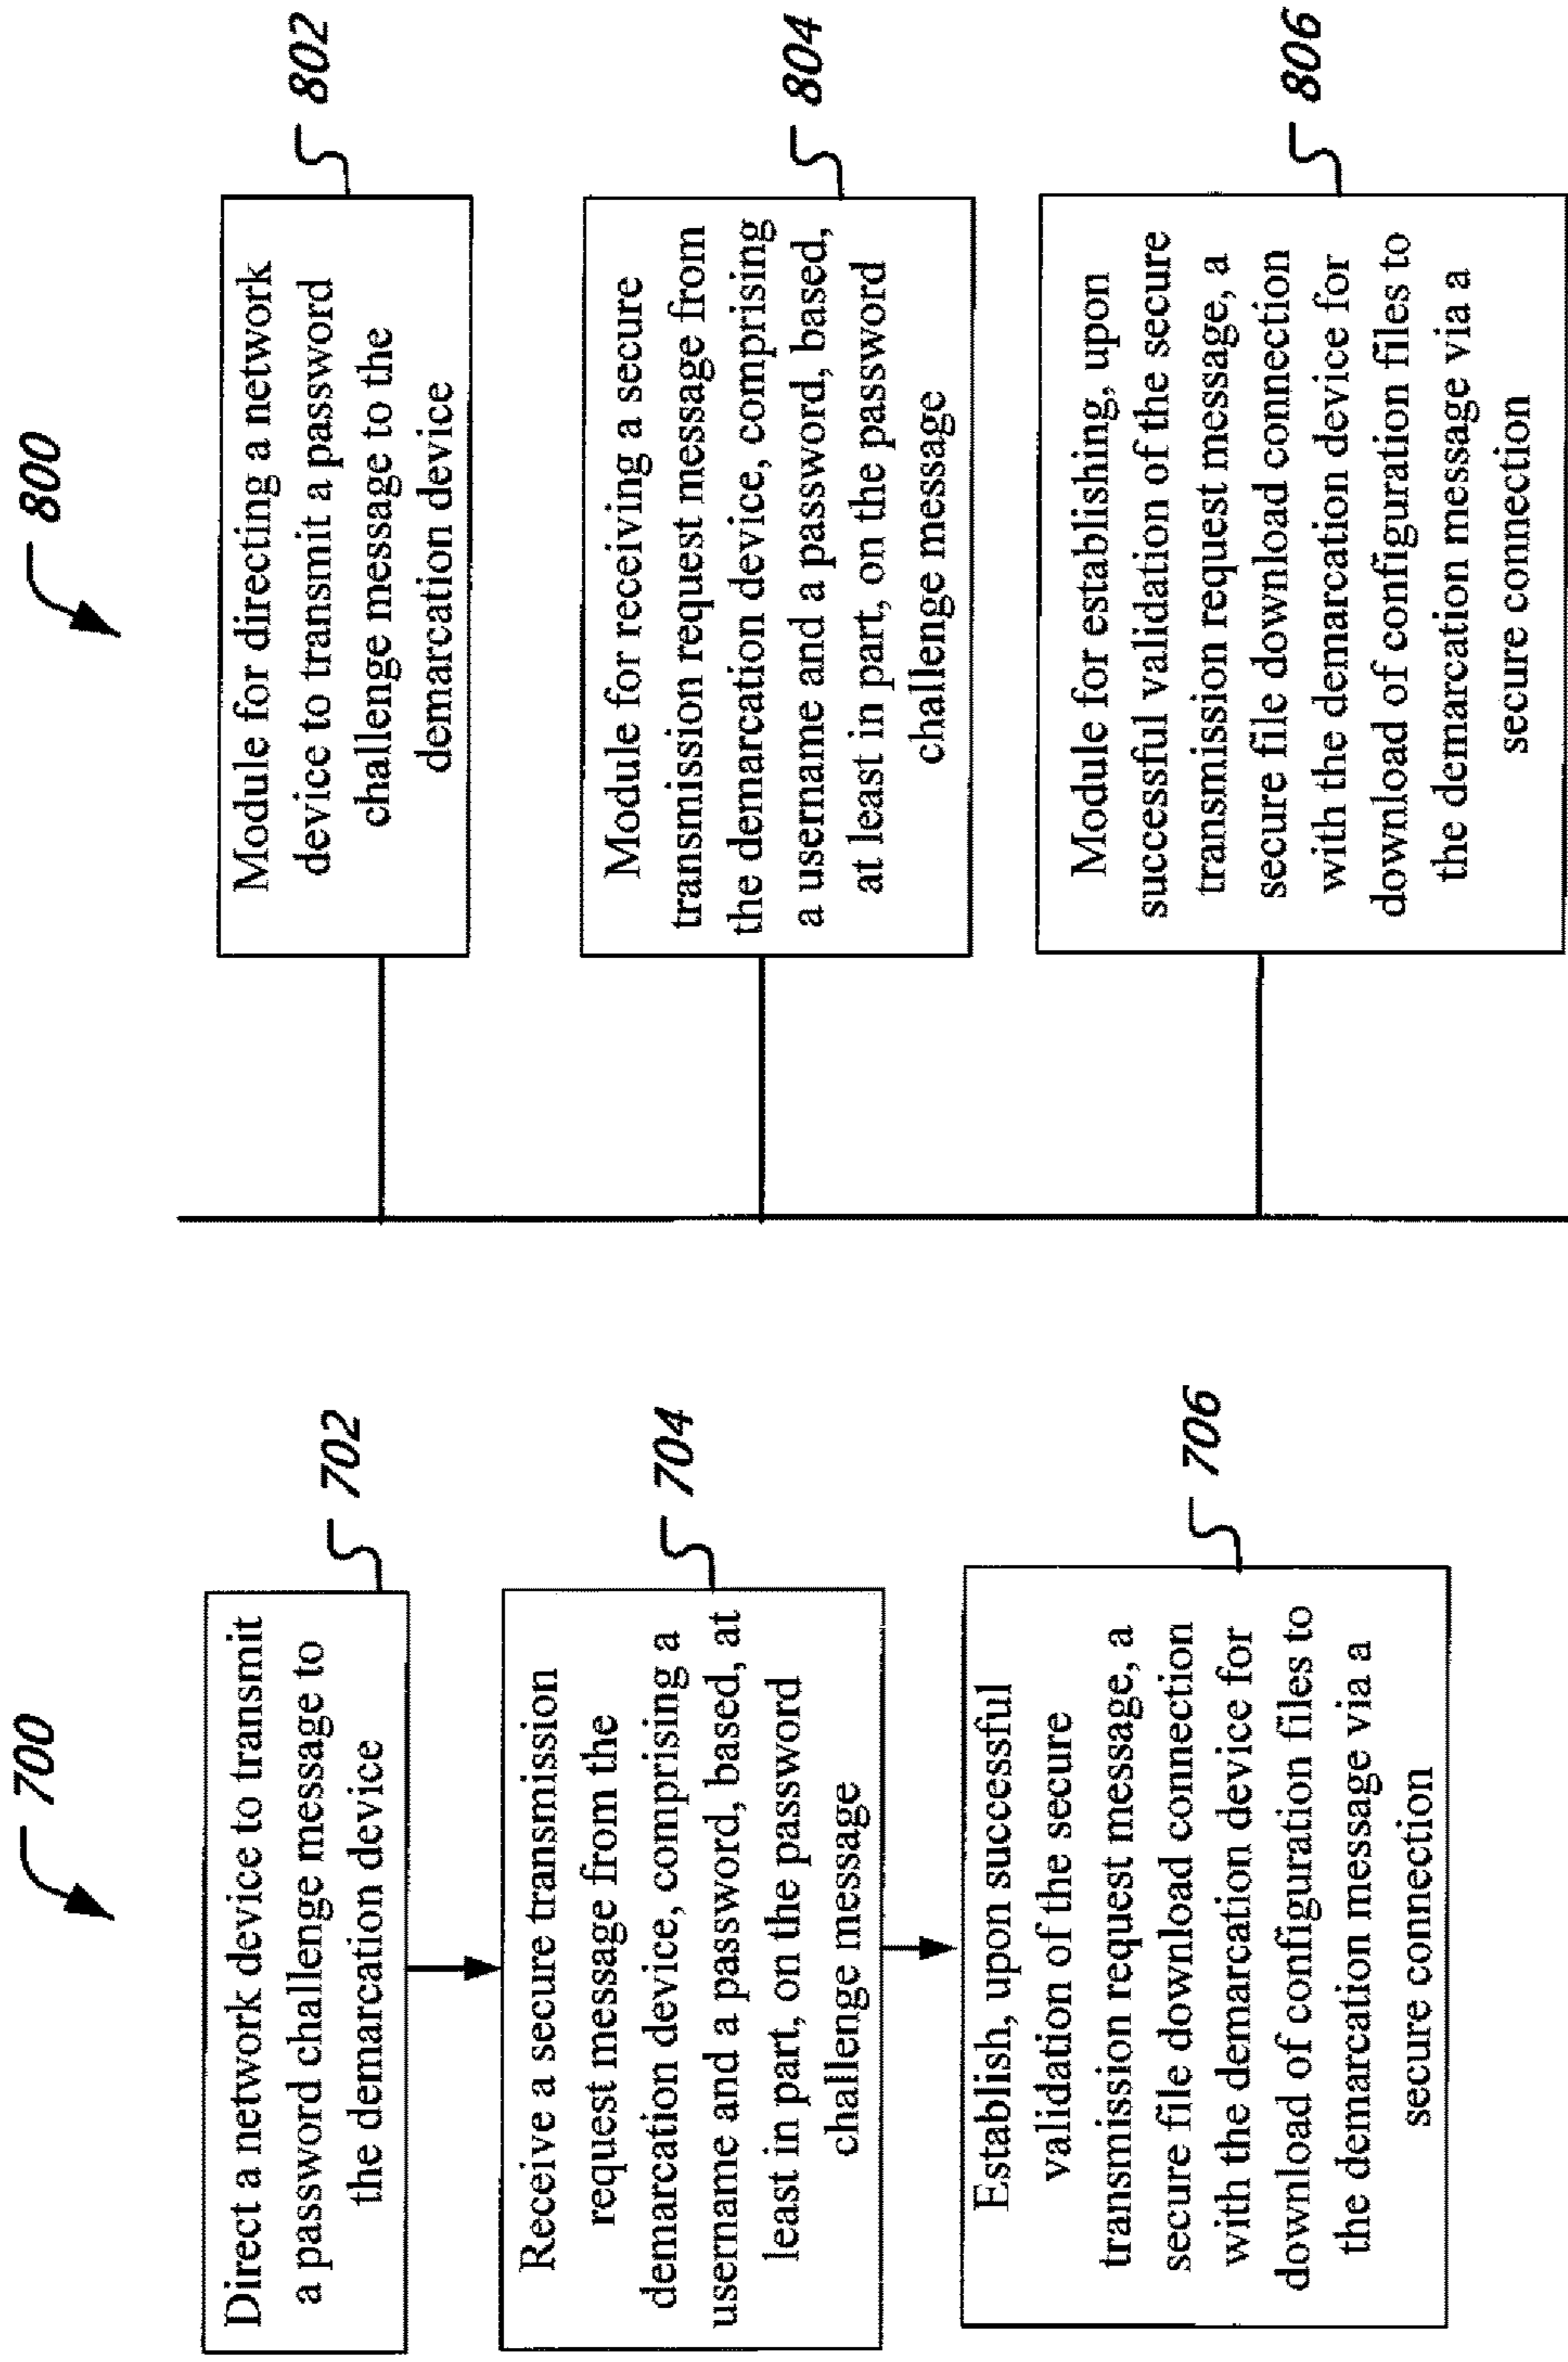 700
Direct a network device to transmit
a password challenge message to
the demarcation device
702
Receive a secure transmission
request message from the
demarcation device, comprising a
username and a password, based, at
least in part, on the password
challenge message
704
Establish, upon successful
validation of the secure
transmission request message, a
secure file download connection
with the demarcation device for
download of configuration files to
the demarcation message via a
secure connection
706
800
Module for directing a network
device to transmit a password
challenge message to the
demarcation device
802
Module for receiving a secure
transmission request message from
the demarcation device, comprising
a username and a password, based,
at least in part, on the password
challenge message
804
Module for establishing, upon
successful validation of the secure
transmission request message, a
secure file download connection
with the demarcation device for
download of configuration files to
the demarcation message via a
secure connection
806